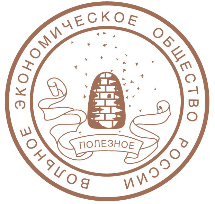 ВОЛЬНОЕ ЭКОНОМИЧЕСКОЕ ОБЩЕСТВО РОССИИ
ПОЛЕЗНОЕ